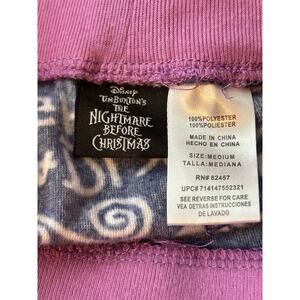 Disney
TIM BURTON'S
THE
NIGHTMARE
BEFORE
CHRISTMAS
100%POLYESTER
100%POLIESTER
MADE IN CHINA
HECHO EN CHINA
SIZE:MEDIUM
TALLA:MEDIANA
RN# 82457
UPC# 714147552321
SEE REVERSE FOR CARE
VEA DETRAS INSTRUCCIONES
DE LAVADO